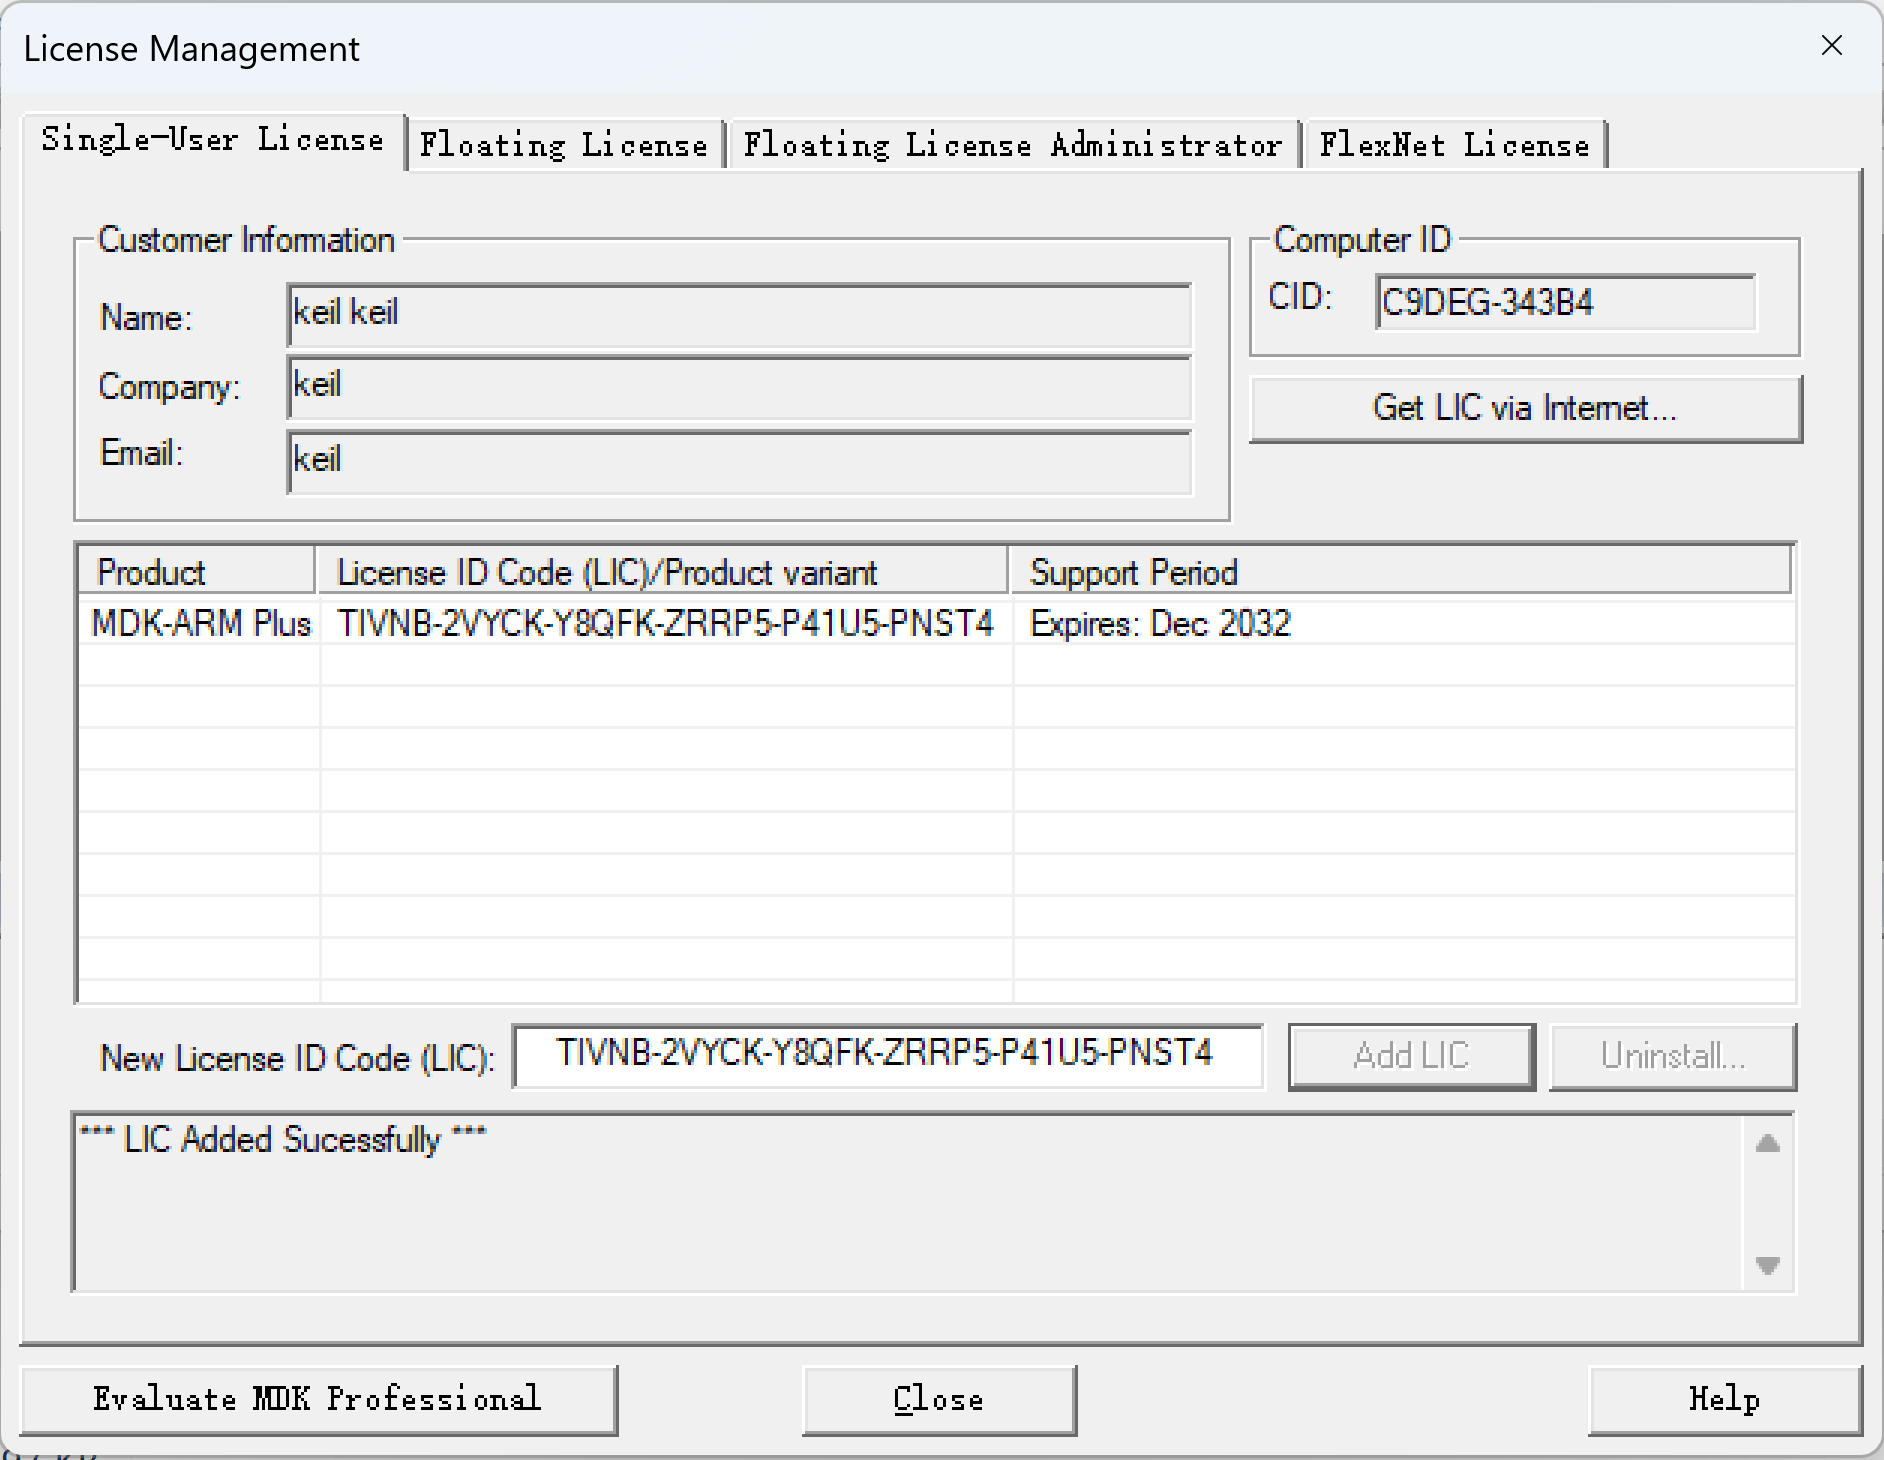 License Management
Single-User License
Floating License
Floating License Administrator
FlexNet License
Customer Information
Name:
keil keil
Company:
keil
Email:
keil
Computer ID
CID:
C9DEG-343B4
Get LIC via Internet...
Product
License ID Code (LIC)/Product variant
Support Period
MDK-ARM Plus
TIVNB-2VYCK-Y8QFK-ZRRP5-P41U5-PNST4
Expires: Dec 2032
New License ID Code (LIC):
TIVNB-2VYCK-Y8QFK-ZRRP5-P41U5-PNST4
Add LIC
Uninstall...
*** LIC Added Sucessfully ***
Evaluate MDK Professional
Close
Help